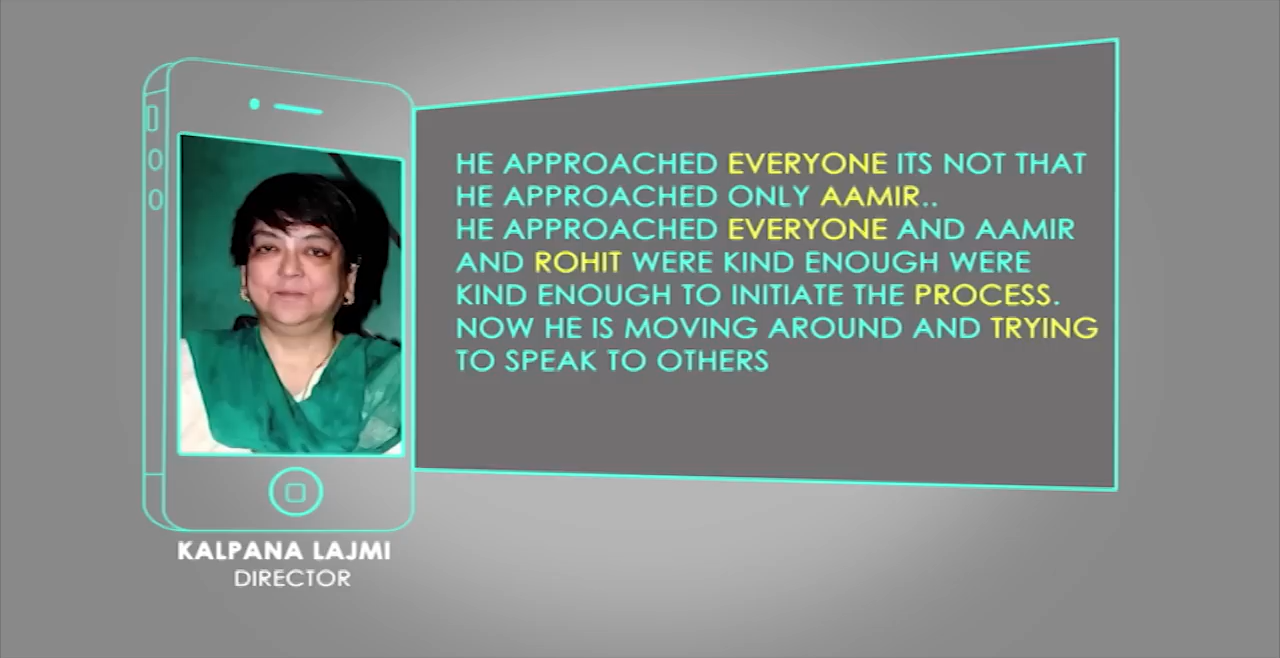 HE APPROACHED EVERYONE ITS NOT THAT
HE APPROACHED ONLY AAMIR..
HE APPROACHED EVERYONE AND AAMIR
AND ROHIT WERE KIND ENOUGH WERE
KIND ENOUGH TO INITIATE THE PROCESS.
NOW HE IS MOVING AROUND AND TRYING
TO SPEAK TO OTHERS
KALPANA LAJMI
DIRECTOR